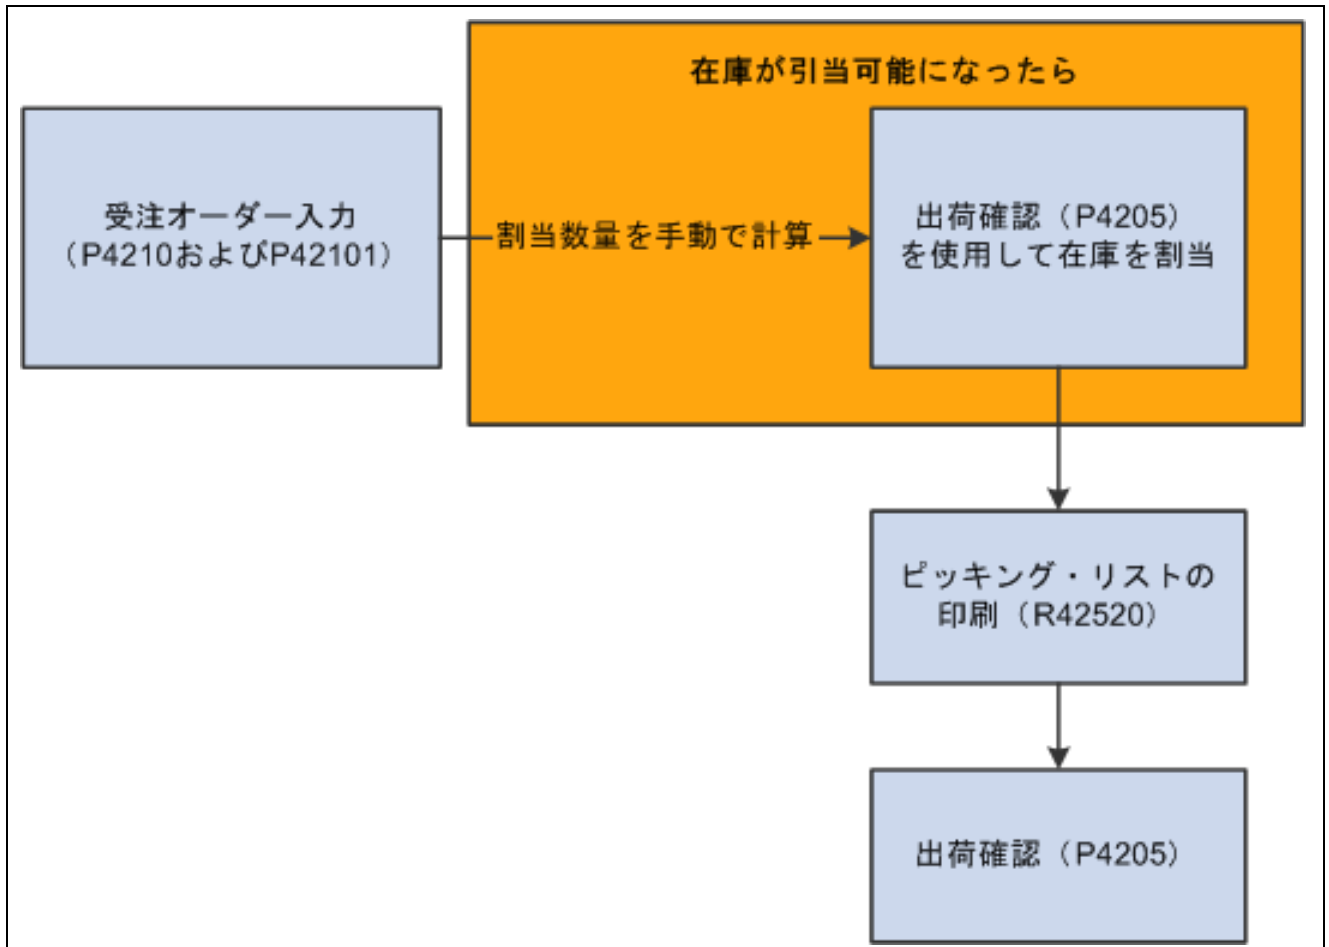 在庫が引当可能になったら
受注オーダー入力
（P4210およびP42101）
割当数量を手動で計算
出荷確認（P4205）
を使用して在庫を割当
ピッキング・リストの
印刷（R42520）
出荷確認（P4205）